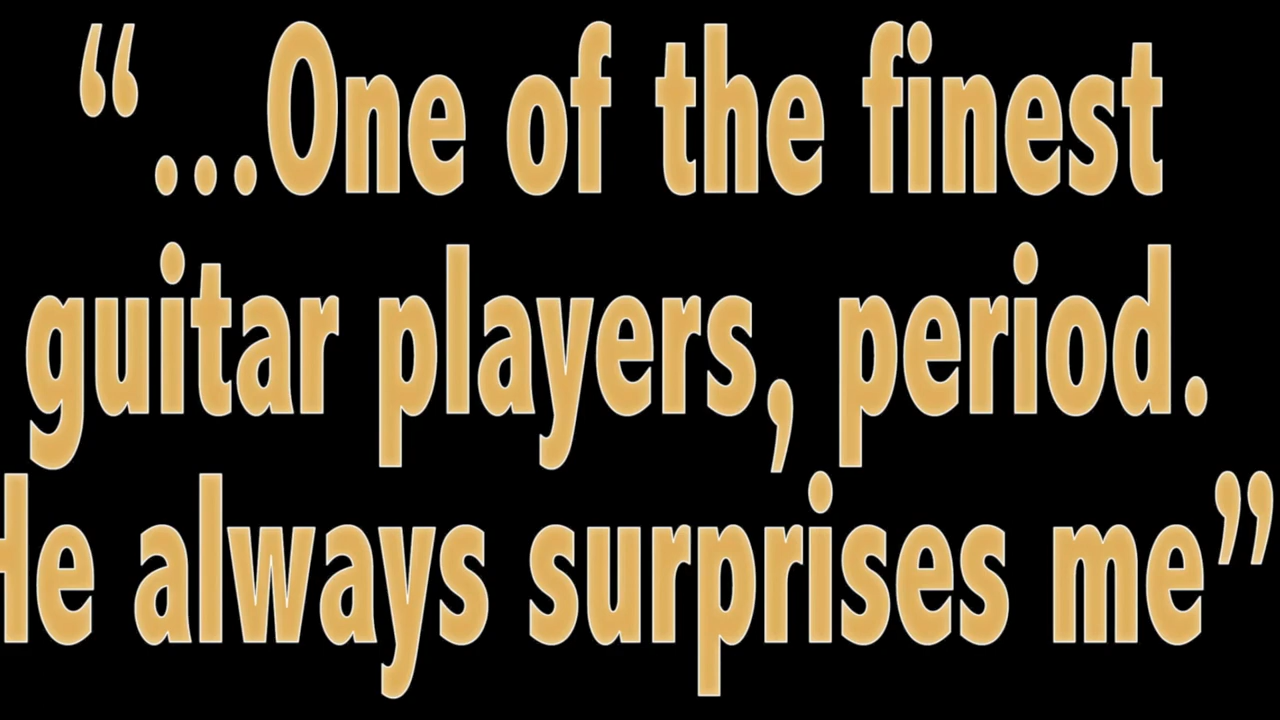 “...One of the finest
guitar players, period.
He always surprises me”